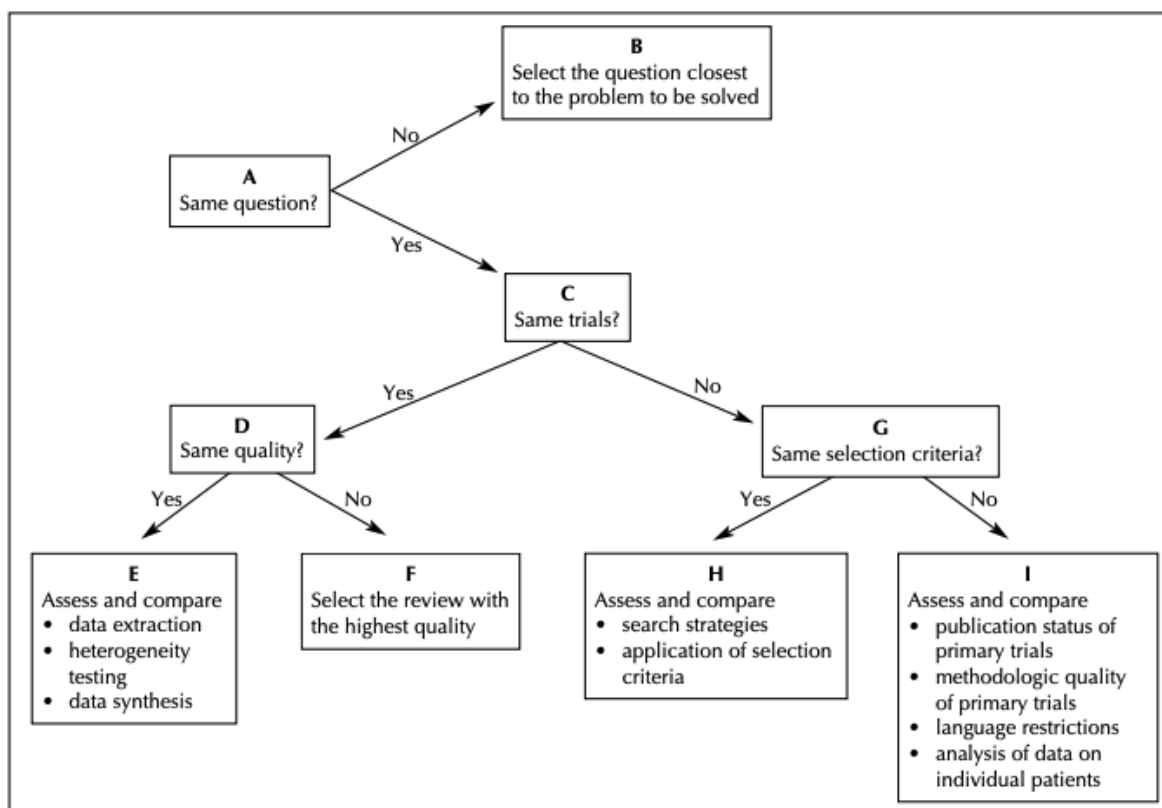 B
Select the question closest
to the problem to be solved
No
A
Same question?
Yes
C
Same trials?
Yes
No
D
Same quality?
G
Same selection criteria?
Yes
No
Yes
No
E
Assess and compare
• data extraction
• heterogeneity
testing
• data synthesis
F
Select the review with
the highest quality
H
Assess and compare
• search strategies
• application of selection
criteria
I
Assess and compare
• publication status of
primary trials
• methodologic quality
of primary trials
• language restrictions
• analysis of data on
individual patients